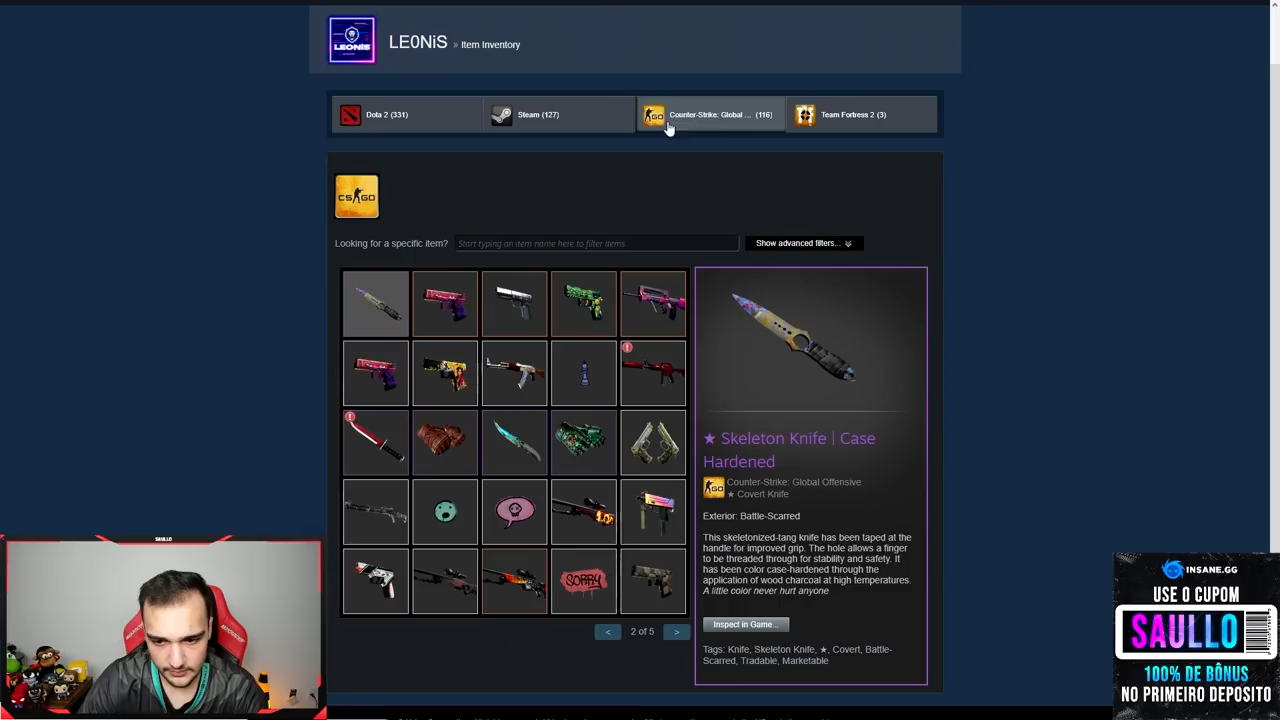 LEONiS
LE0NiS » Item Inventory
Dota 2 (331)
Steam (127)
GO
Counter-Strike: Global ... (116)
Team Fortress 2 (3)
CS GO
Looking for a specific item?
Start typing an item name here to filter items
Show advanced filters...
SORRY
< 2 of 5 >
★ Skeleton Knife | Case
Hardened
GO
Counter-Strike: Global Offensive
★ Covert Knife
Exterior: Battle-Scarred
This skeletonized-tang knife has been taped at the
handle for improved grip. The hole allows a finger
to be threaded through for stability and safety. It
has been color case-hardened through the
application of wood charcoal at high temperatures.
A little color never hurt anyone
Inspect in Game...
Tags: Knife, Skeleton Knife, ★, Covert, Battle-
Scarred, Tradable, Marketable
SAULLO
INSANE.GG
USE O CUPOM
SAULLO
100% DE BÔNUS
NO PRIMEIRO DEPOSITO